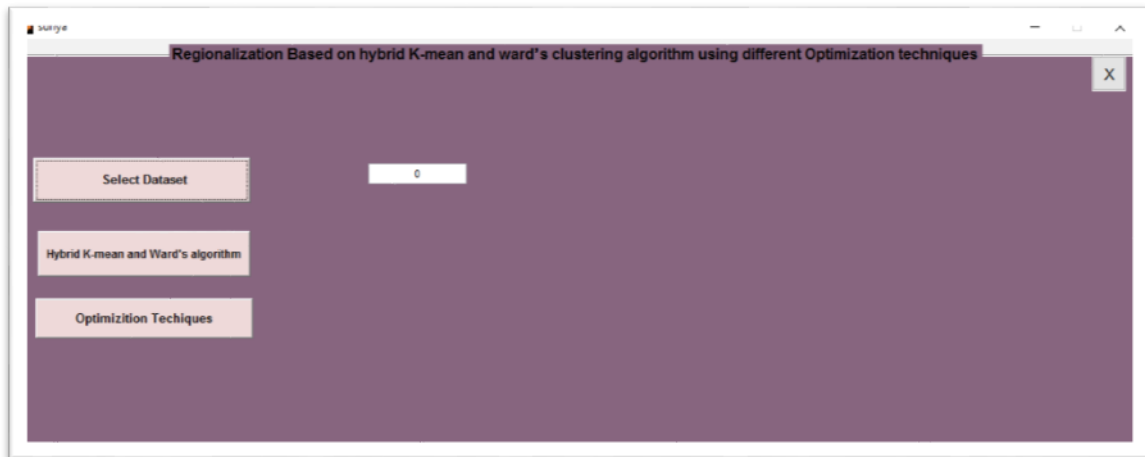 Regionalization Based on hybrid K-mean and ward's clustering algorithm using different Optimization techniques
X
Select Dataset
0
Hybrid K-mean and Ward's algorithm
Optimizition Techiques